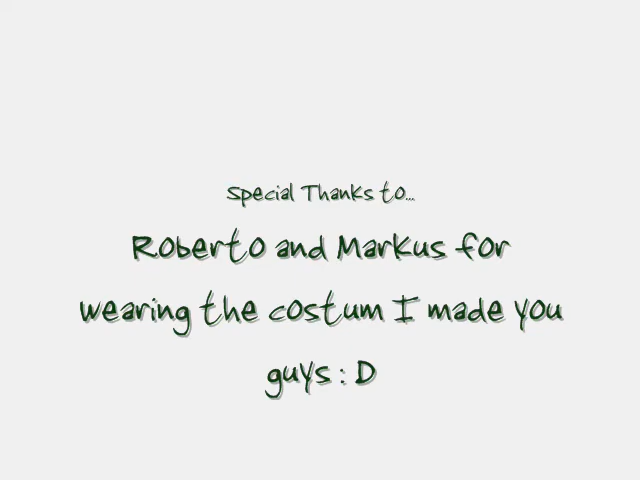 Special Thanks to...
Roberto and Markus for
wearing the costum I made you
guys : D